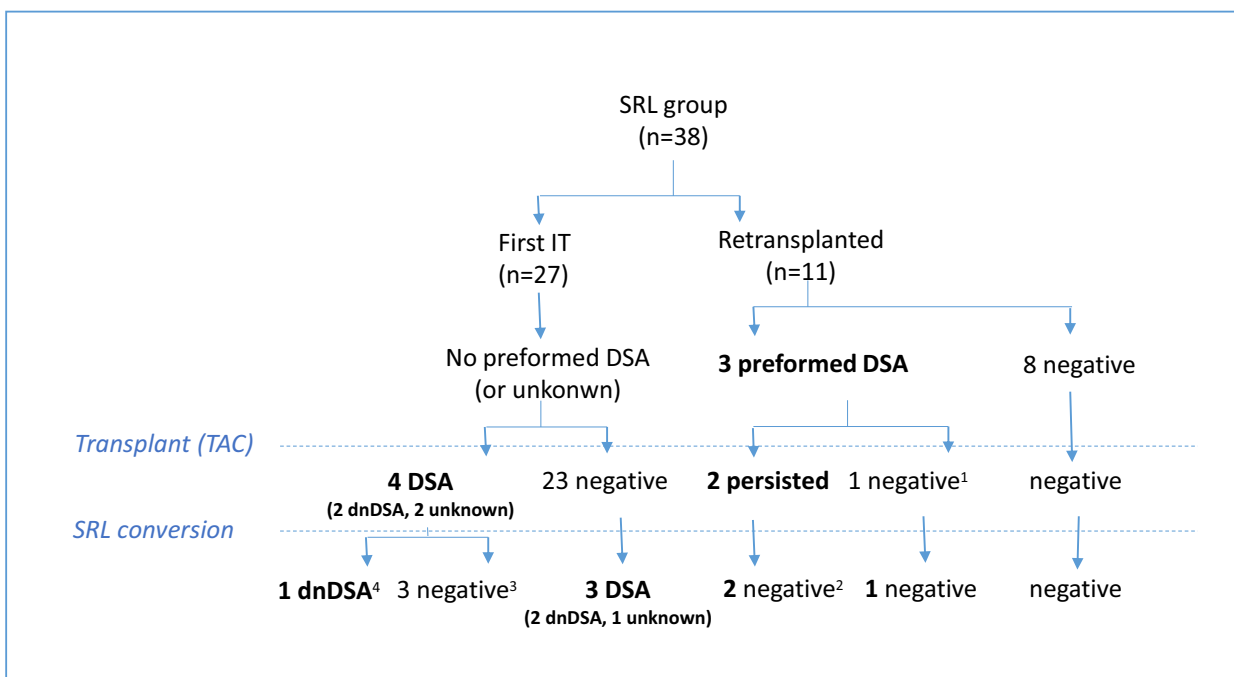 SRL group
(n=38)
First IT
(n=27)
Retransplanted
(n=11)
No preformed DSA
(or unkonwn)
3 preformed DSA
8 negative
Transplant (TAC)
4 DSA
(2 dnDSA, 2 unknown)
23 negative
2 persisted
1 negative¹
negative
SRL conversion
1 dnDSA⁴
3 negative³
3 DSA
(2 dnDSA, 1 unknown)
2 negative²
1 negative
negative